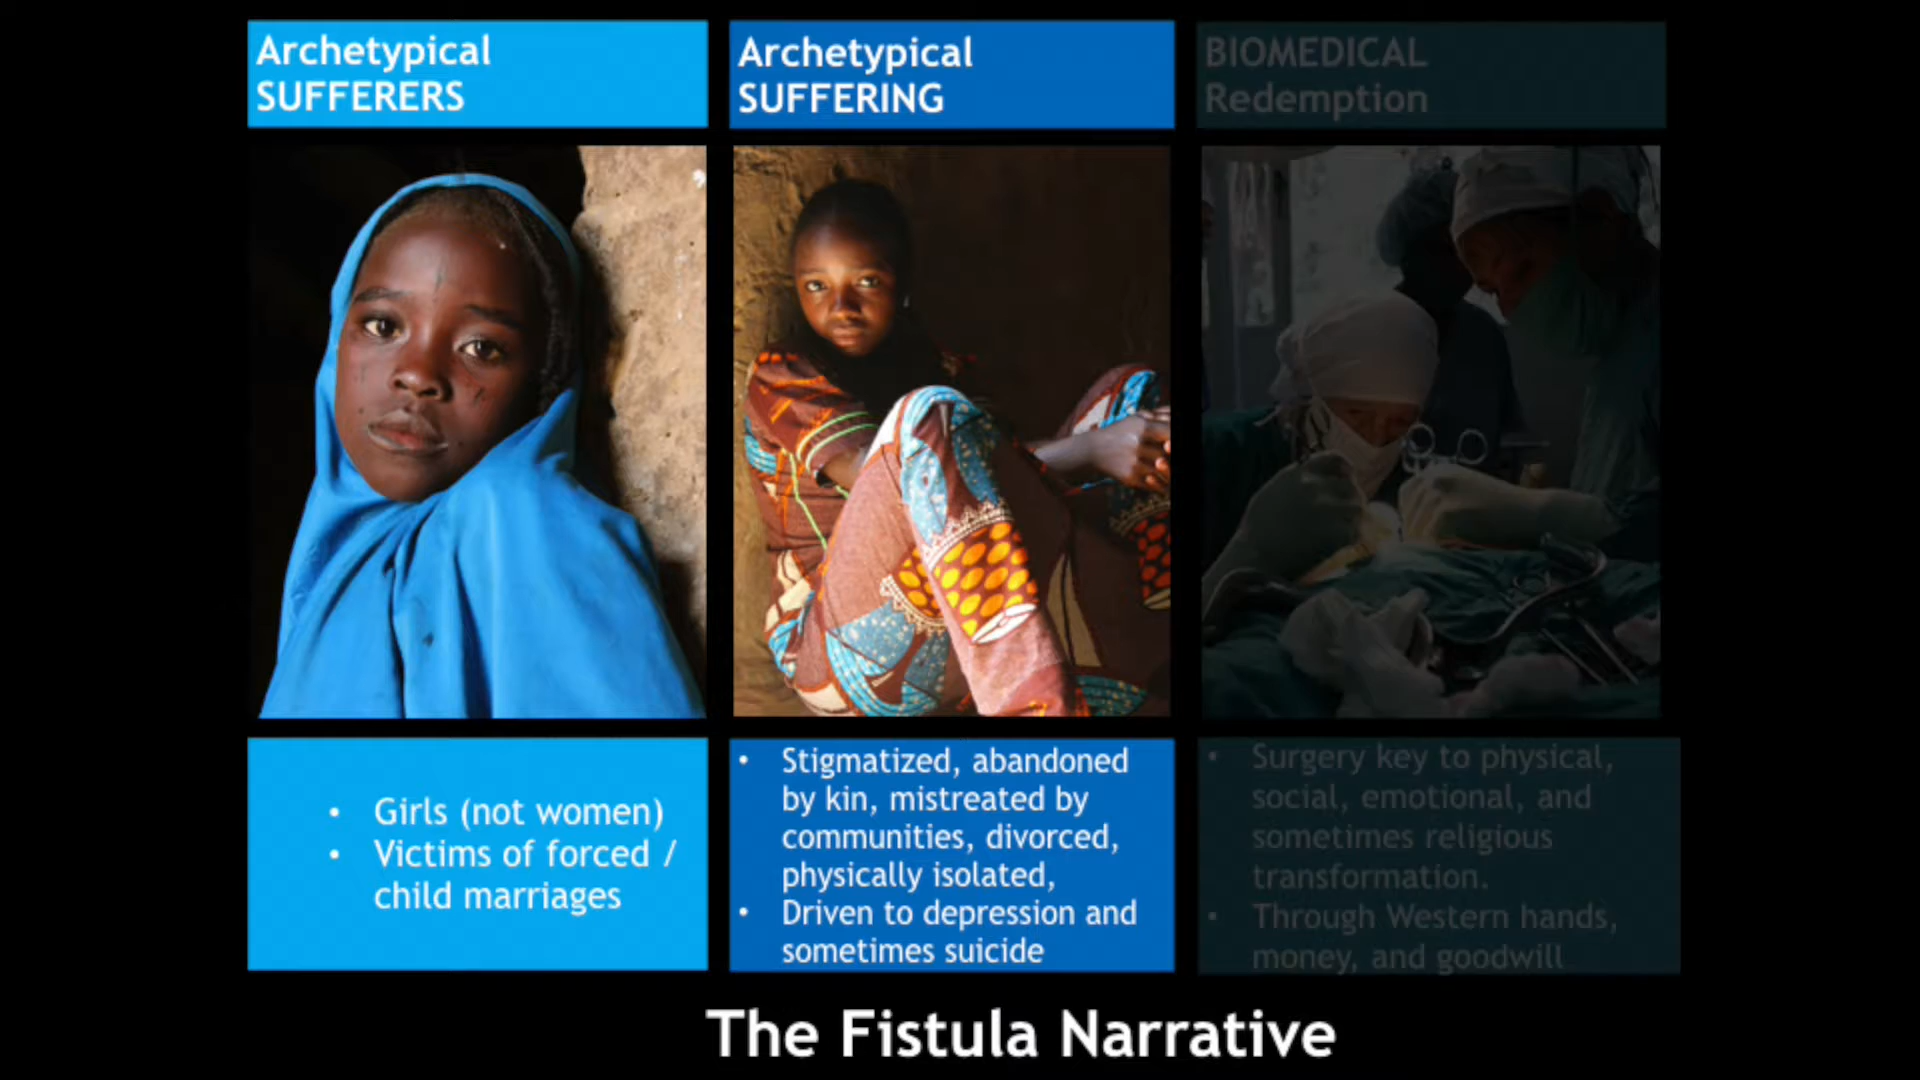 Archetypical
SUFFERERS
Archetypical
SUFFERING
BIOMEDICAL
Redemption
• Girls (not women)
• Victims of forced /
child marriages
• Stigmatized, abandoned
by kin, mistreated by
communities, divorced,
physically isolated,
• Driven to depression and
sometimes suicide
• Surgery key to physical,
social, emotional, and
sometimes religious
transformation.
• Through Western hands,
money, and goodwill
The Fistula Narrative